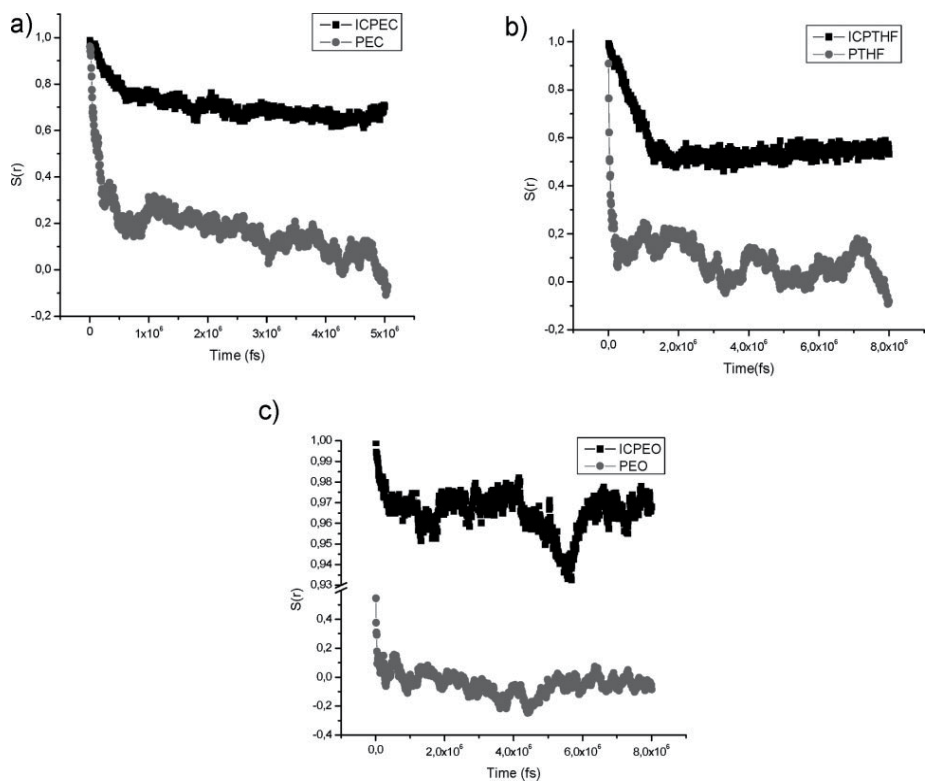 a)
ICPEC
PEC
1,0
0,8
0,6
0,4
0,2
0,0
-0,2
S(r)
0
1x10⁶
2x10⁶
3x10⁶
4x10⁶
5x10⁶
Time (fs)
b)
ICPTHF
PTHF
1,0
0,8
0,6
0,4
0,2
0,0
-0,2
S(r)
0,0
2,0x10⁶
4,0x10⁶
6,0x10⁶
8,0x10⁶
Time(fs)
c)
ICPEO
PEO
1,00
0,99
0,98
0,97
0,96
0,95
0,94
0,93
0,4
0,2
0,0
-0,2
-0,4
S(r)
0,0
2,0x10⁶
4,0x10⁶
6,0x10⁶
8,0x10⁶
Time (fs)